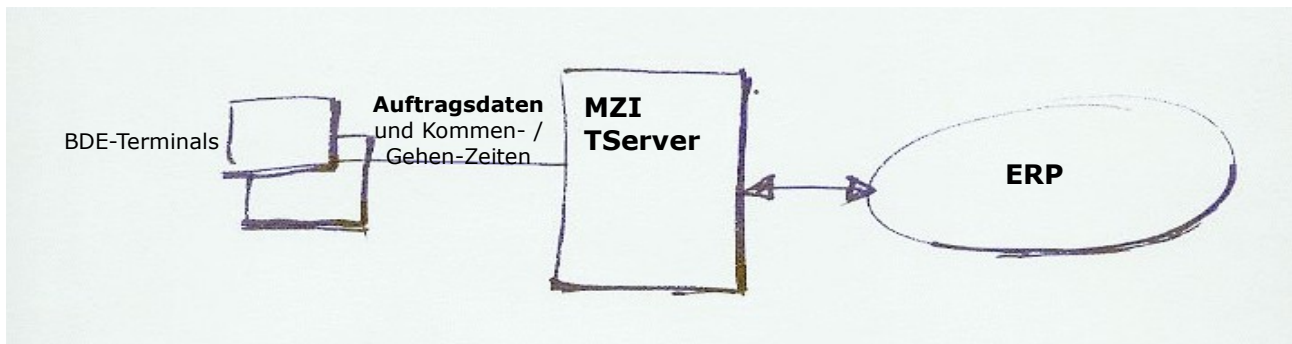 BDE-Terminals
Auftragsdaten
und Kommen- /
Gehen-Zeiten
MZI
TServer
ERP